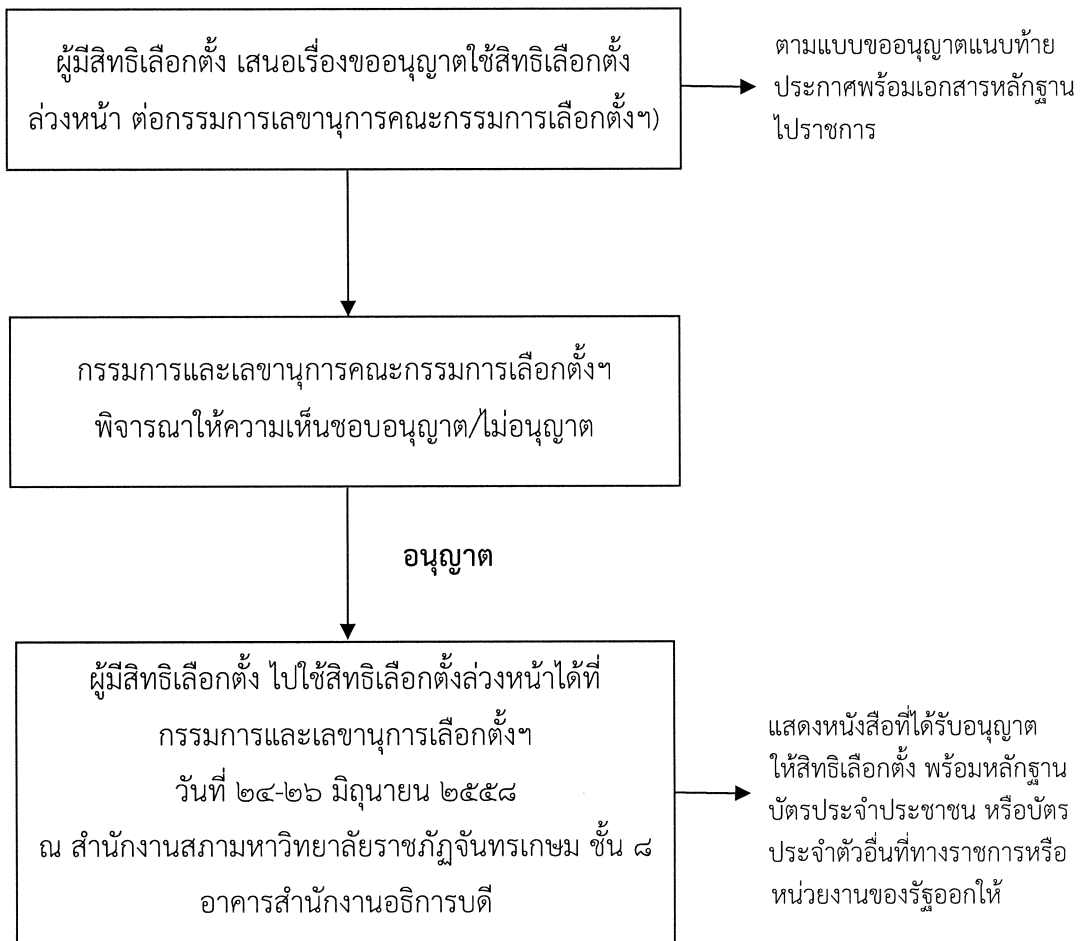 ผู้มีสิทธิเลือกตั้ง เสนอเรื่องขออนุญาตใช้สิทธิเลือกตั้ง
ล่วงหน้า ต่อกรรมการเลขานุการคณะกรรมการเลือกตั้งฯ)
ตามแบบขออนุญาตแนบท้าย
ประกาศพร้อมเอกสารหลักฐาน
ไปราชการ
กรรมการและเลขานุการคณะกรรมการเลือกตั้งฯ
พิจารณาให้ความเห็นชอบอนุญาต/ไม่อนุญาต
อนุญาต
ผู้มีสิทธิเลือกตั้ง ไปใช้สิทธิเลือกตั้งล่วงหน้าได้ที่
กรรมการและเลขานุการเลือกตั้งฯ
วันที่ ๒๔-๒๖ มิถุนายน ๒๕๕๘
ณ สำนักงานสภามหาวิทยาลัยราชภัฏจันทรเกษม ชั้น ๘
อาคารสำนักงานอธิการบดี
แสดงหนังสือที่ได้รับอนุญาต
ให้สิทธิเลือกตั้ง พร้อมหลักฐาน
บัตรประจำประชาชน หรือบัตร
ประจำตัวอื่นที่ทางราชการหรือ
หน่วยงานของรัฐออกให้